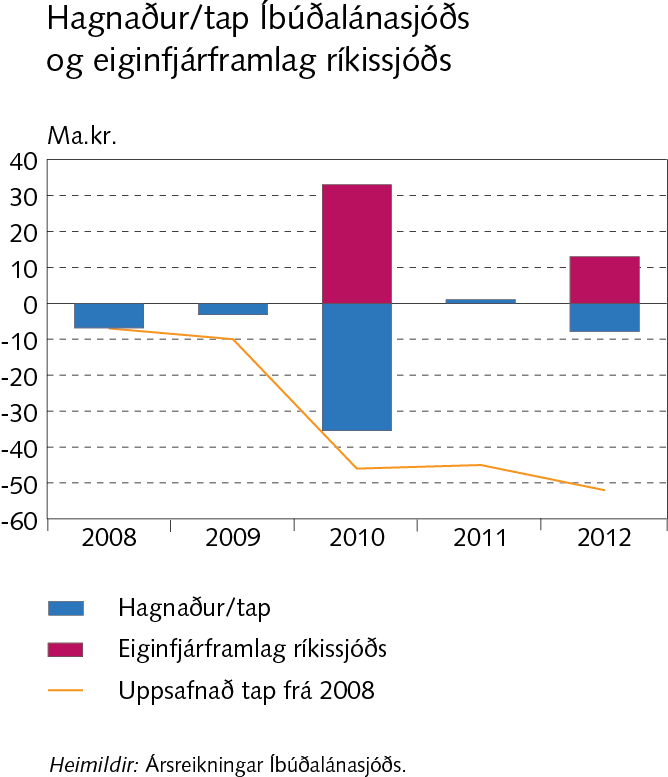 Hagnaður/tap Íbúðalánasjóðs
og eiginfjárframlag ríkissjóðs
Ma.kr.
40
30
20
10
0
-10
-20
-30
-40
-50
-60
2008 2009 2010 2011 2012
Hagnaður/tap
Eiginfjárframlag ríkissjóðs
Uppsafnað tap frá 2008
Heimildir: Ársreikningar Íbúðalánasjóðs.